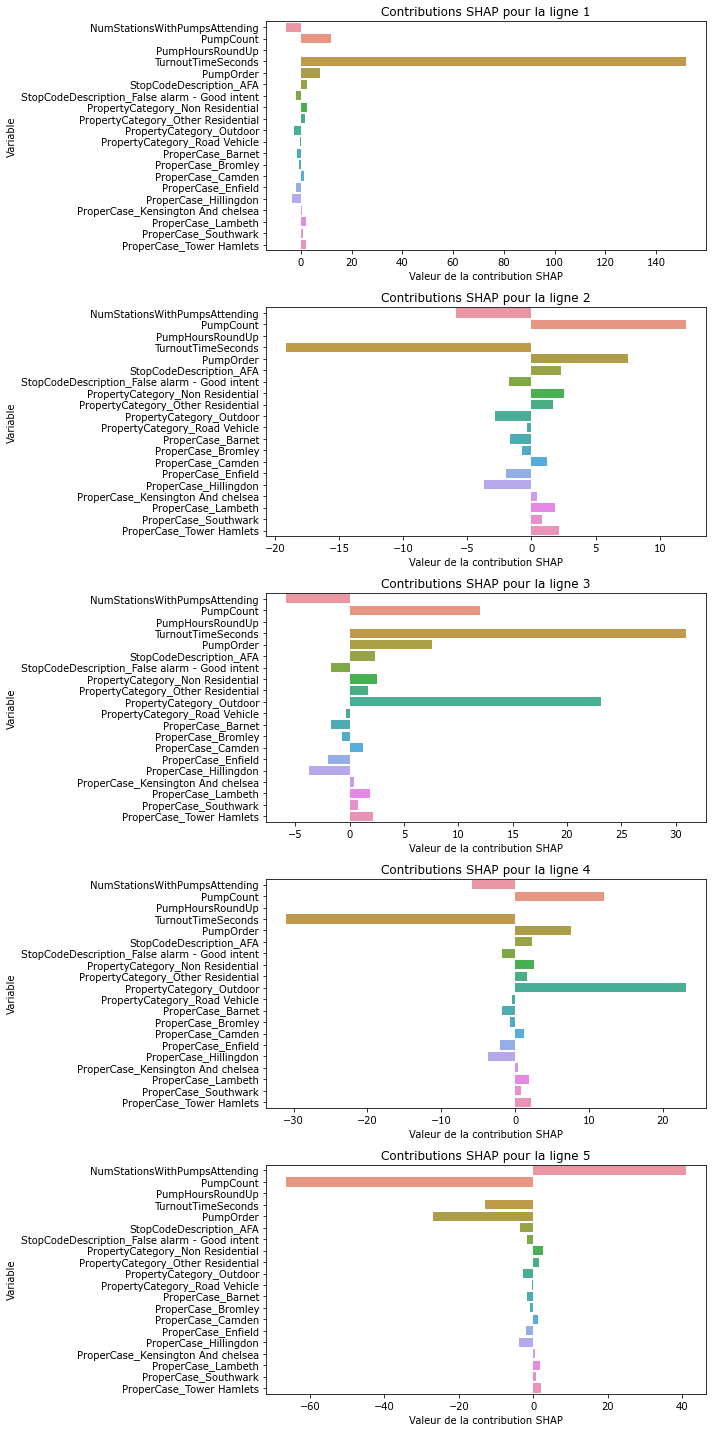 Contributions SHAP pour la ligne 1
NumStationsWithPumpsAttending
PumpCount
PumpHoursRoundUp
TurnoutTimeSeconds
PumpOrder
StopCodeDescription_AFA
StopCodeDescription_False alarm - Good intent
PropertyCategory_Non Residential
PropertyCategory_Other Residential
PropertyCategory_Outdoor
PropertyCategory_Road Vehicle
ProperCase_Barnet
ProperCase_Bromley
ProperCase_Camden
ProperCase_Enfield
ProperCase_Hillingdon
ProperCase_Kensington And chelsea
ProperCase_Lambeth
ProperCase_Southwark
ProperCase_Tower Hamlets
Variable
0 20 40 60 80 100 120 140
Valeur de la contribution SHAP
Contributions SHAP pour la ligne 2
NumStationsWithPumpsAttending
PumpCount
PumpHoursRoundUp
TurnoutTimeSeconds
PumpOrder
StopCodeDescription_AFA
StopCodeDescription_False alarm - Good intent
PropertyCategory_Non Residential
PropertyCategory_Other Residential
PropertyCategory_Outdoor
PropertyCategory_Road Vehicle
ProperCase_Barnet
ProperCase_Bromley
ProperCase_Camden
ProperCase_Enfield
ProperCase_Hillingdon
ProperCase_Kensington And chelsea
ProperCase_Lambeth
ProperCase_Southwark
ProperCase_Tower Hamlets
Variable
−20 −15 −10 −5 0 5 10
Valeur de la contribution SHAP
Contributions SHAP pour la ligne 3
NumStationsWithPumpsAttending
PumpCount
PumpHoursRoundUp
TurnoutTimeSeconds
PumpOrder
StopCodeDescription_AFA
StopCodeDescription_False alarm - Good intent
PropertyCategory_Non Residential
PropertyCategory_Other Residential
PropertyCategory_Outdoor
PropertyCategory_Road Vehicle
ProperCase_Barnet
ProperCase_Bromley
ProperCase_Camden
ProperCase_Enfield
ProperCase_Hillingdon
ProperCase_Kensington And chelsea
ProperCase_Lambeth
ProperCase_Southwark
ProperCase_Tower Hamlets
Variable
−5 0 5 10 15 20 25 30
Valeur de la contribution SHAP
Contributions SHAP pour la ligne 4
NumStationsWithPumpsAttending
PumpCount
PumpHoursRoundUp
TurnoutTimeSeconds
PumpOrder
StopCodeDescription_AFA
StopCodeDescription_False alarm - Good intent
PropertyCategory_Non Residential
PropertyCategory_Other Residential
PropertyCategory_Outdoor
PropertyCategory_Road Vehicle
ProperCase_Barnet
ProperCase_Bromley
ProperCase_Camden
ProperCase_Enfield
ProperCase_Hillingdon
ProperCase_Kensington And chelsea
ProperCase_Lambeth
ProperCase_Southwark
ProperCase_Tower Hamlets
Variable
−30 −20 −10 0 10 20
Valeur de la contribution SHAP
Contributions SHAP pour la ligne 5
NumStationsWithPumpsAttending
PumpCount
PumpHoursRoundUp
TurnoutTimeSeconds
PumpOrder
StopCodeDescription_AFA
StopCodeDescription_False alarm - Good intent
PropertyCategory_Non Residential
PropertyCategory_Other Residential
PropertyCategory_Outdoor
PropertyCategory_Road Vehicle
ProperCase_Barnet
ProperCase_Bromley
ProperCase_Camden
ProperCase_Enfield
ProperCase_Hillingdon
ProperCase_Kensington And chelsea
ProperCase_Lambeth
ProperCase_Southwark
ProperCase_Tower Hamlets
Variable
−60 −40 −20 0 20 40
Valeur de la contribution SHAP